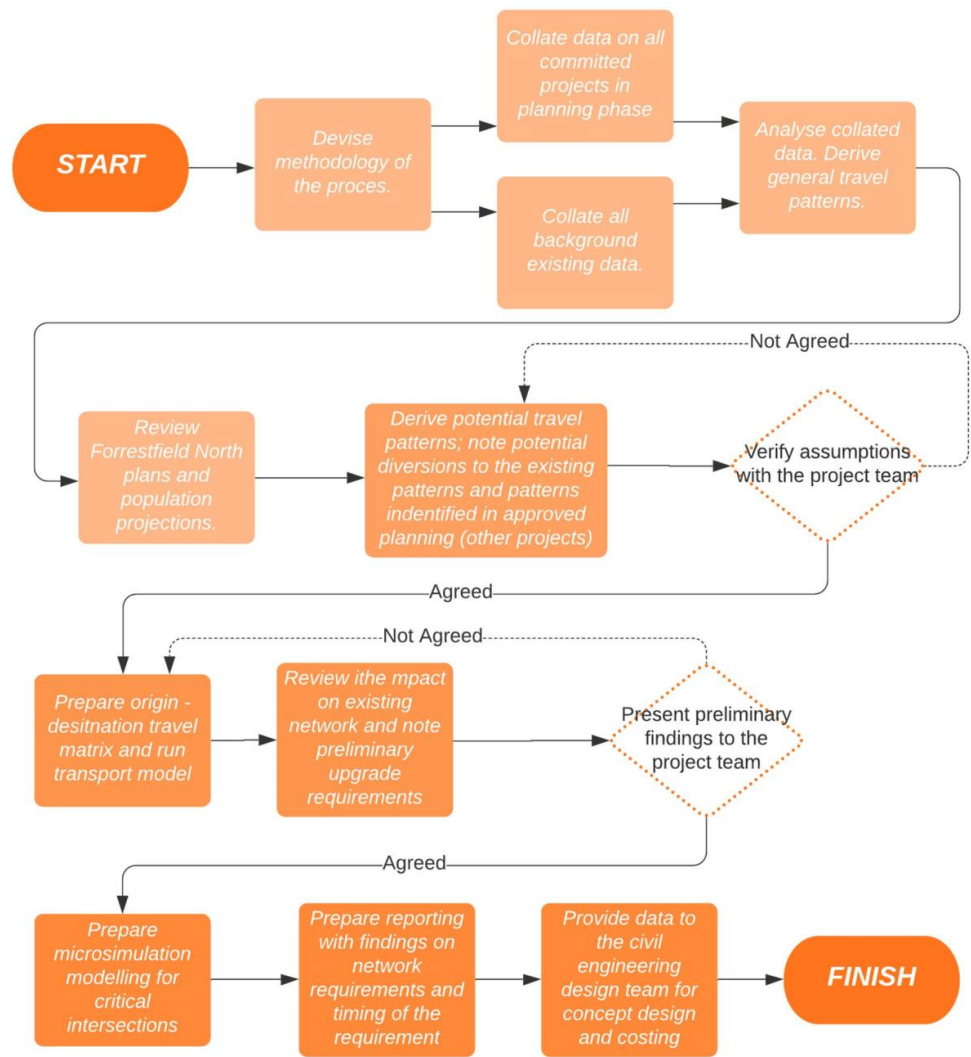 START
Devise
methodology of
the proces.
Collate data on all
committed
projects in
planning phase
Collate all
background
existing data.
Analyse collated
data. Derive
general travel
patterns.
Review
Forrestfield North
plans and
population
projections.
Derive potential travel
patterns; note potential
diversions to the existing
patterns and patterns
indentified in approved
planning (other projects)
Not Agreed
Verify assumptions
with the project team
Agreed
Not Agreed
Prepare origin -
desitnation travel
matrix and run
transport model
Review ithe mpact
on existing
network and note
preliminary
upgrade
requirements
Present preliminary
findings to the
project team
Agreed
Prepare
microsimulation
modelling for
critical
intersections
Prepare reporting
with findings on
network
requirements and
timing of the
requirement
Provide data to
the civil
engineering
design team for
concept design
and costing
FINISH